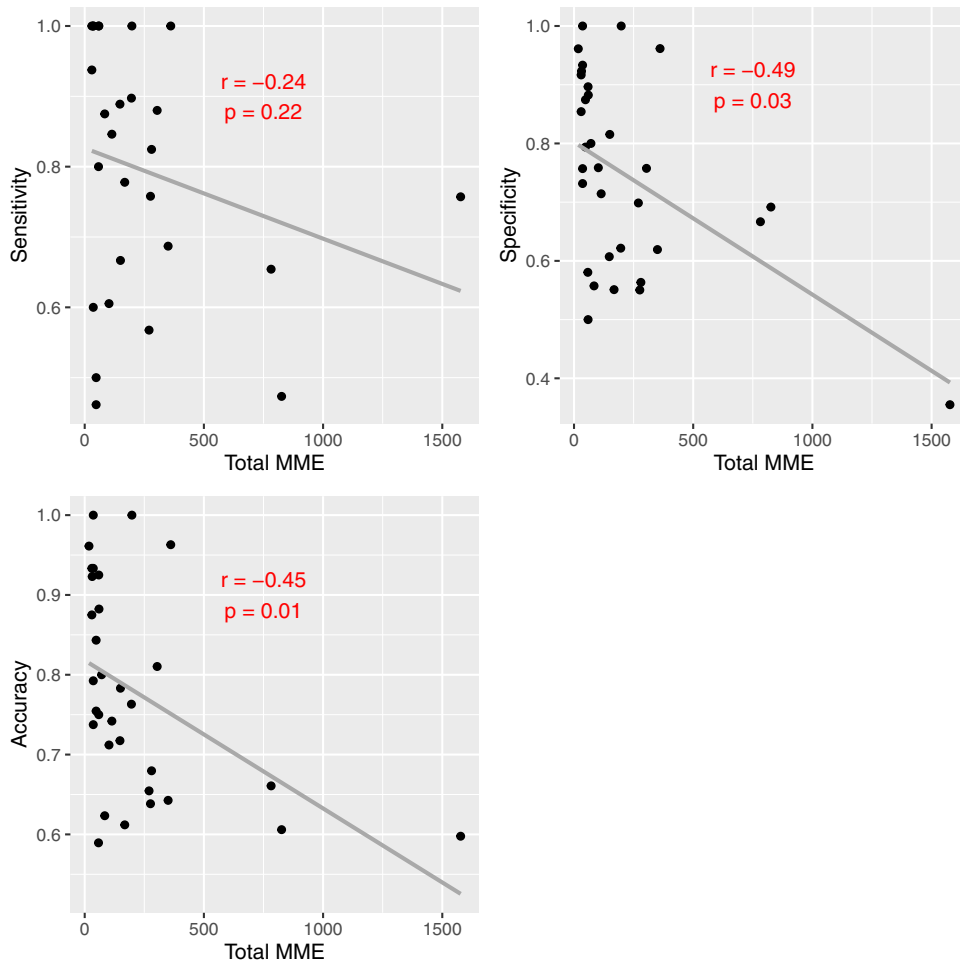 1.0
0.8
0.6
Sensitivity
r = −0.24
p = 0.22
0
500
1000
1500
Total MME
1.0
0.8
0.6
0.4
Specificity
r = −0.49
p = 0.03
0
500
1000
1500
Total MME
1.0
0.9
0.8
0.7
0.6
Accuracy
r = −0.45
p = 0.01
0
500
1000
1500
Total MME